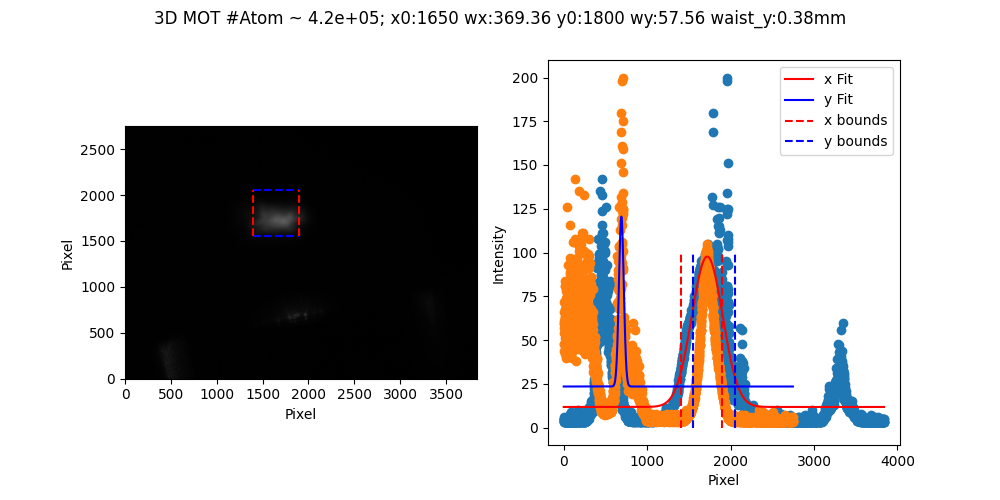 3D MOT #Atom ~ 4.2e+05; x0:1650 wx:369.36 y0:1800 wy:57.56 waist_y:0.38mm
2500
2000
1500
1000
500
0
Pixel
0 500 1000 1500 2000 2500 3000 3500
Pixel
200
175
150
125
100
75
50
25
0
Intensity
x Fit
y Fit
x bounds
y bounds
0 1000 2000 3000 4000
Pixel